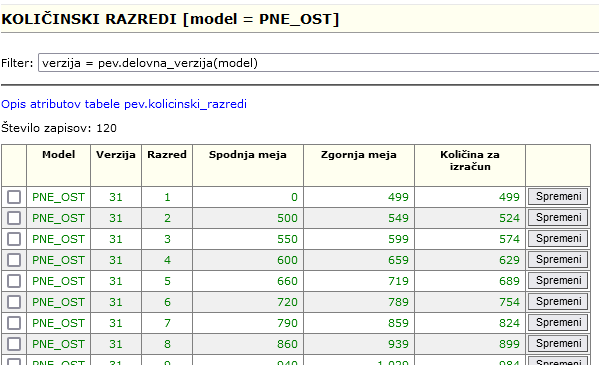 KOLIČINSKI RAZREDI [model = PNE_OST]
Filter: verzija = pev.delovna_verzija(model)
Opis atributov tabele pev.kolicinski_razredi
Število zapisov: 120
Model Verzija Razred Spodnja meja Zgornja meja Količina za
izračun
PNE_OST 31 1 0 499 499 Spremeni
PNE_OST 31 2 500 549 524 Spremeni
PNE_OST 31 3 550 599 574 Spremeni
PNE_OST 31 4 600 659 629 Spremeni
PNE_OST 31 5 660 719 689 Spremeni
PNE_OST 31 6 720 789 754 Spremeni
PNE_OST 31 7 790 859 824 Spremeni
PNE_OST 31 8 860 939 899 Spremeni
PNE_OST 31 9 940 1.029 984 Spremeni